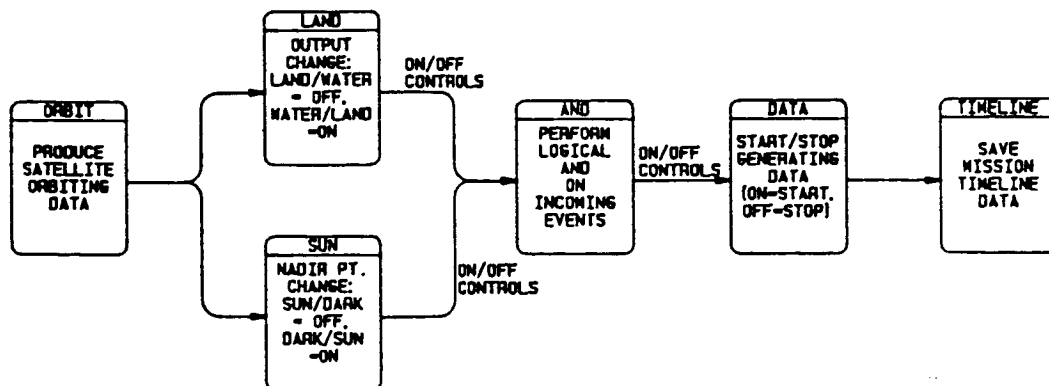 ORBIT
PRODUCE
SATELLITE
ORBITING
DATA
LAND
OUTPUT
CHANGE:
LAND/WATER
= OFF.
WATER/LAND
=ON
ON/OFF
CONTROLS
SUN
NADIR PT.
CHANGE:
SUN/DARK
= OFF.
DARK/SUN
=ON
ON/OFF
CONTROLS
AND
PERFORM
LOGICAL
AND
ON
INCOMING
EVENTS
ON/OFF
CONTROLS
DATA
START/STOP
GENERATING
DATA
(ON=START.
OFF=STOP)
TIMELINE
SAVE
MISSION
TIMELINE
DATA